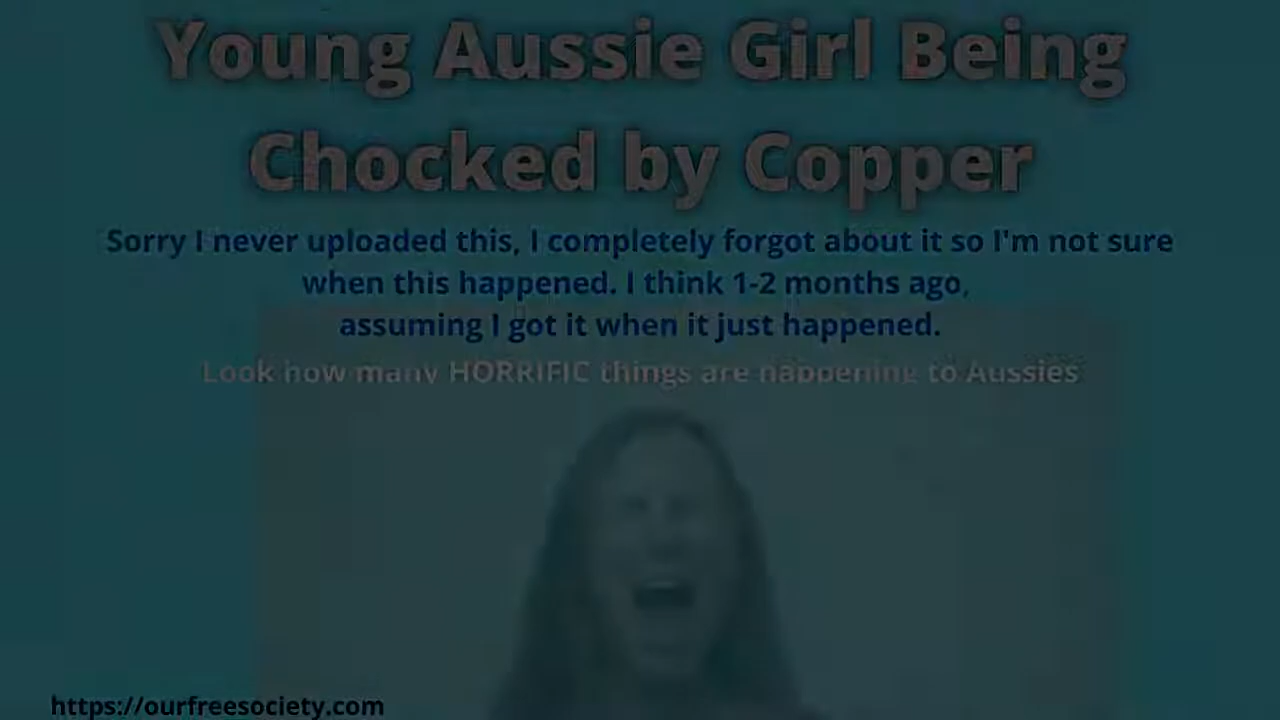 Young Aussie Girl Being
Chocked by Copper
Sorry I never uploaded this, I completely forgot about it so I'm not sure
when this happened. I think 1-2 months ago,
assuming I got it when it just happened.
Look how many HORRIFIC things are happening to Aussies
https://ourfreesociety.com